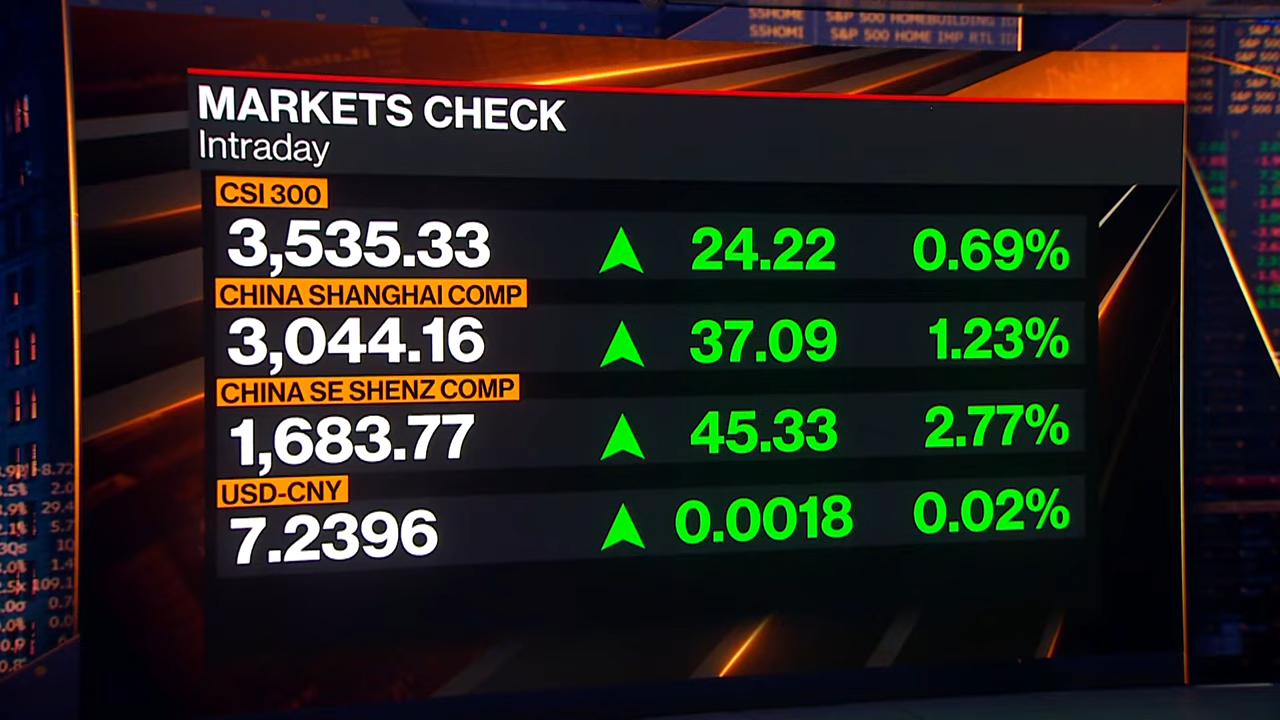 SSHOME S&P 500 HOMEBUILDING
SSHOMI S&P 500 HOME IMP RTL
MARKETS CHECK
Intraday
CSI 300
3,535.33 ▲ 24.22 0.69%
CHINA SHANGHAI COMP
3,044.16 ▲ 37.09 1.23%
CHINA SE SHENZ COMP
1,683.77 ▲ 45.33 2.77%
USD-CNY
7.2396 ▲ 0.0018 0.02%